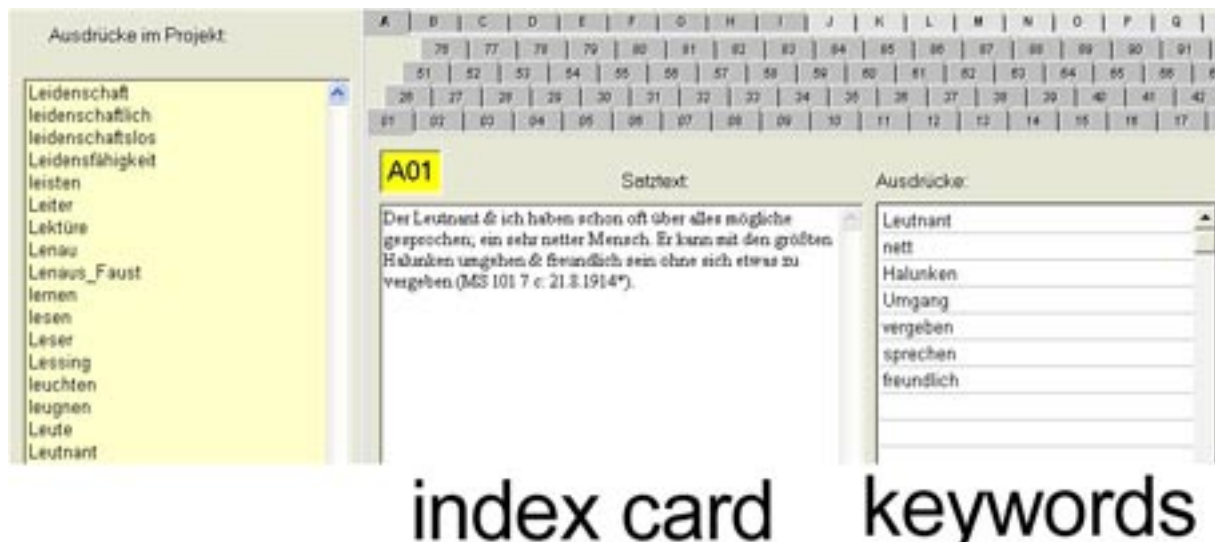 Ausdrücke im Projekt:
Leidenschaft
leidenschaftlich
leidenschaftslos
Leidensfähigkeit
leisten
Leiter
Lektüre
Lenau
Lenaus_Faust
lernen
lesen
Leser
Lessing
leuchten
leugnen
Leute
Leutnant
A B C D E F G H I J K L M N O P Q
76 77 78 79 80 81 82 83 84 85 86 87 88 89 90 91
51 52 53 54 55 56 57 58 59 60 61 62 63 64 65 66
26 27 28 29 30 31 32 33 34 35 36 37 38 39 40 41 42
01 02 03 04 05 06 07 08 09 10 11 12 13 14 15 16 17
A01
Satztext:
Der Leutnant & ich haben schon oft über alles mögliche
gesprochen; ein sehr netter Mensch. Er kann mit den größten
Halunken umgehen & freundlich sein ohne sich etwas zu
vergeben (MS 101 7 c: 21.8.1914*).
Ausdrücke:
Leutnant
nett
Halunken
Umgang
vergeben
sprechen
freundlich
index card
keywords